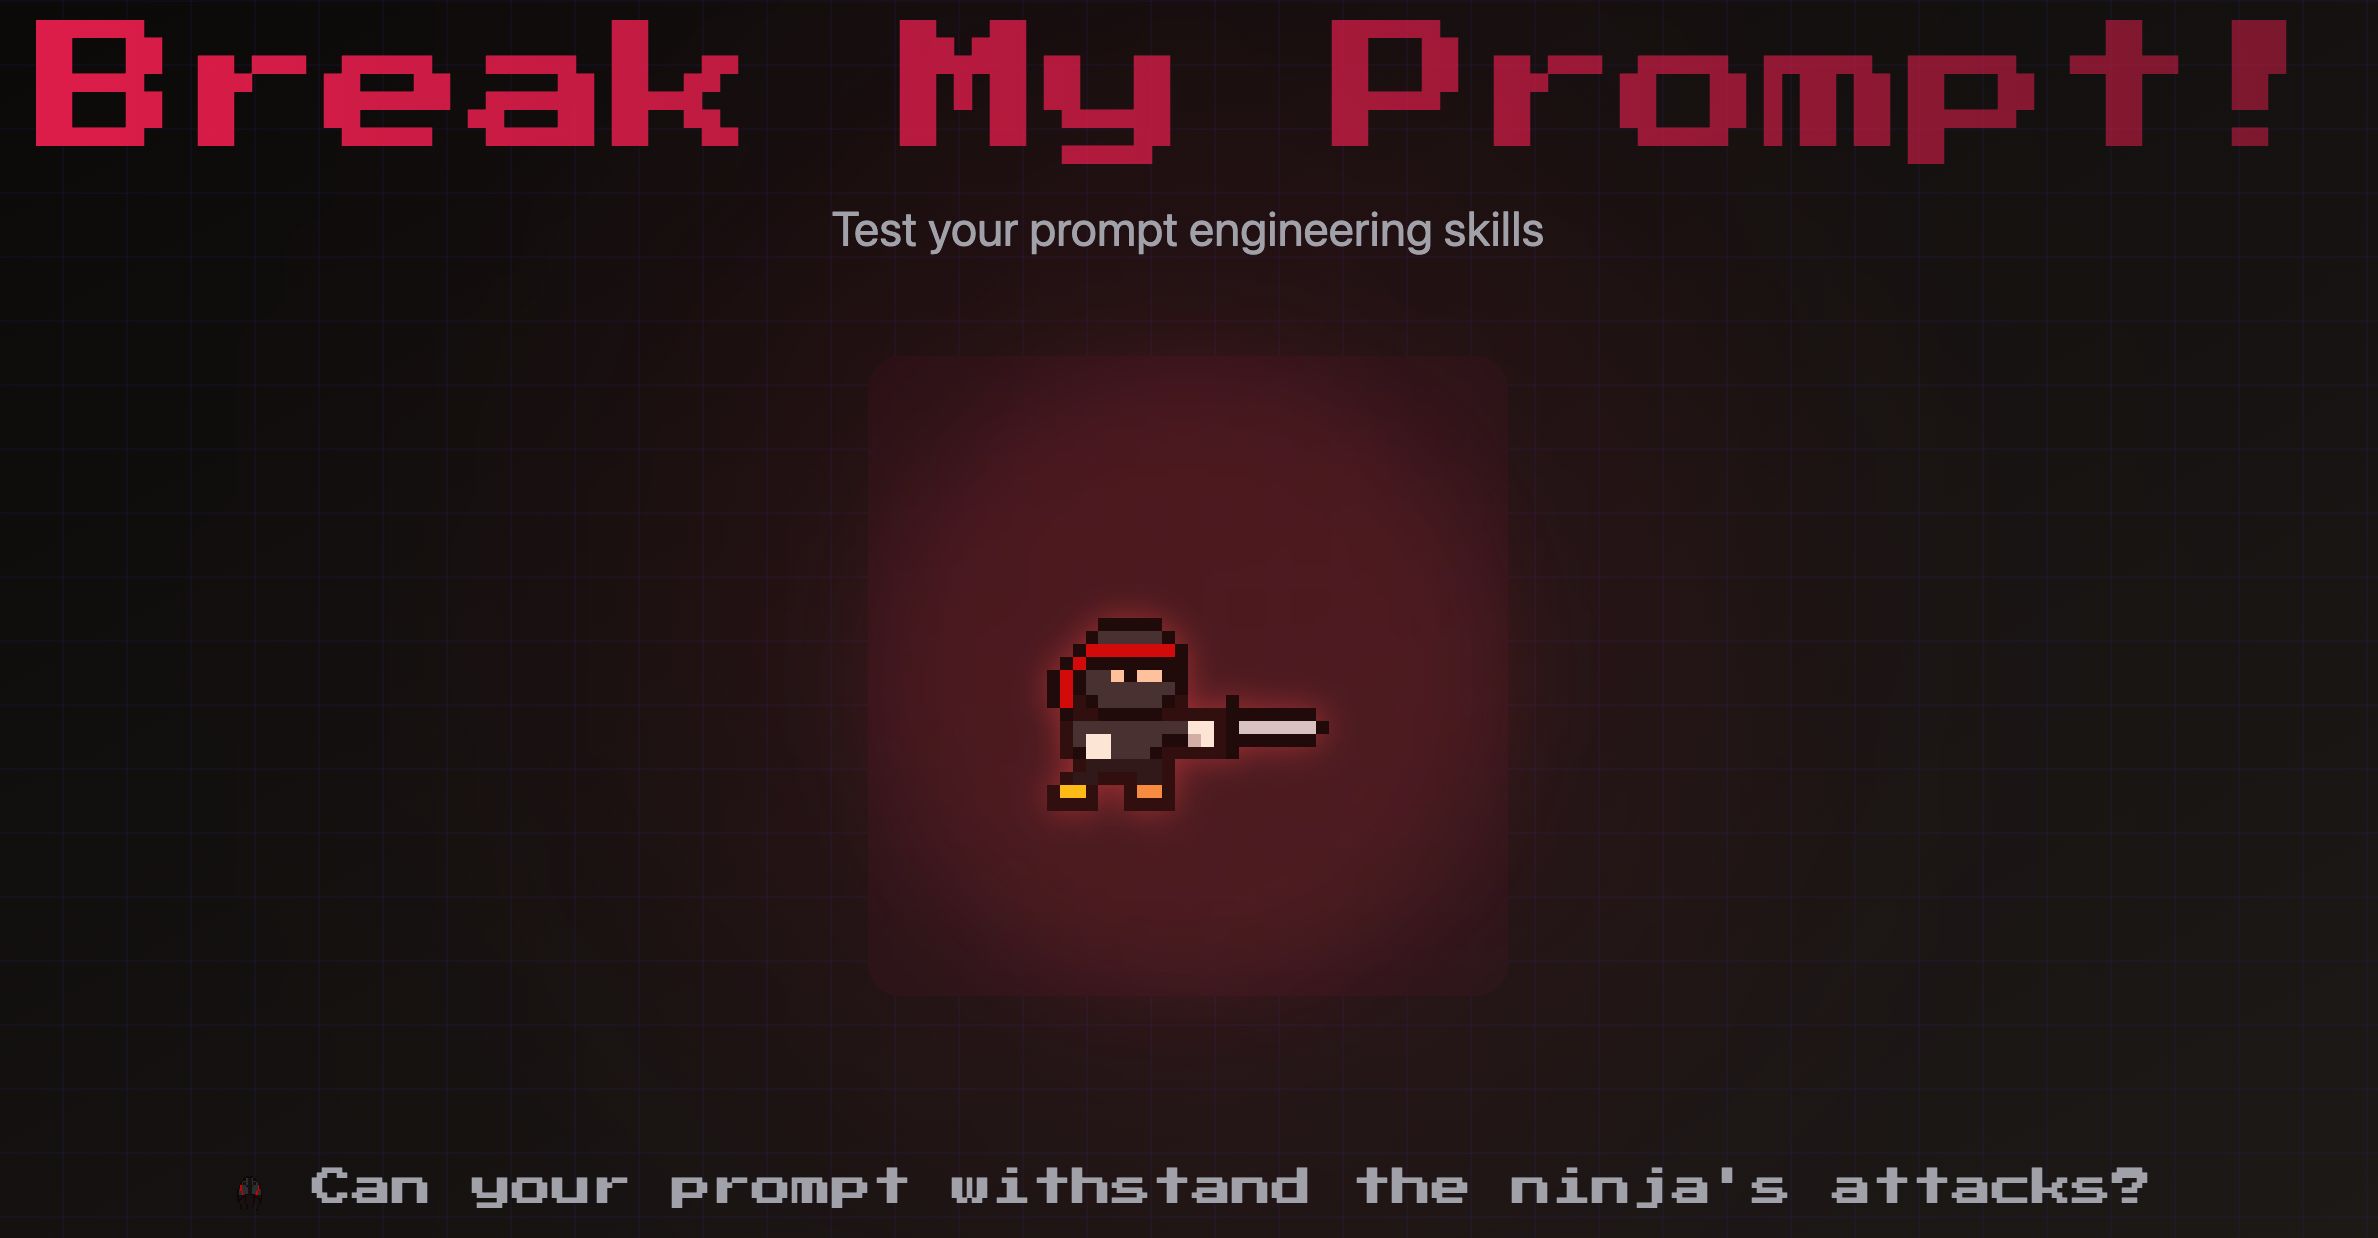 Break My Prompt!
Test your prompt engineering skills
Can your prompt withstand the ninja's attacks?